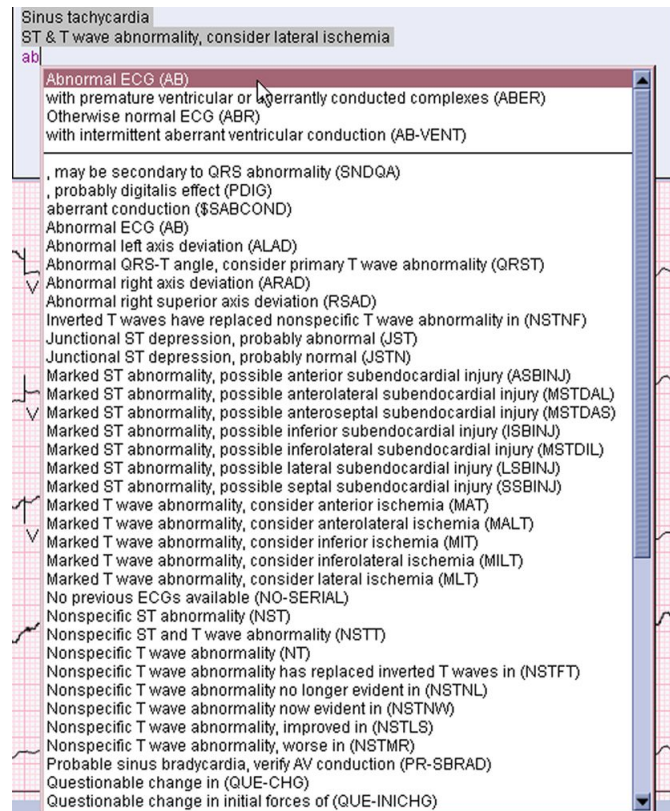 Sinus tachycardia
ST & T wave abnormality, consider lateral ischemia
ab
Abnormal ECG (AB)
with premature ventricular or aberrantly conducted complexes (ABER)
Otherwise normal ECG (ABR)
with intermittent aberrant ventricular conduction (AB-VENT)
, may be secondary to QRS abnormality (SNDQA)
, probably digitalis effect (PDIG)
aberrant conduction ($SABCOND)
Abnormal ECG (AB)
Abnormal left axis deviation (ALAD)
Abnormal QRS-T angle, consider primary T wave abnormality (QRST)
Abnormal right axis deviation (ARAD)
Abnormal right superior axis deviation (RSAD)
Inverted T waves have replaced nonspecific T wave abnormality in (NSTNF)
Junctional ST depression, probably abnormal (JST)
Junctional ST depression, probably normal (JSTN)
Marked ST abnormality, possible anterior subendocardial injury (ASBINJ)
Marked ST abnormality, possible anterolateral subendocardial injury (MSTDAL)
Marked ST abnormality, possible anteroseptal subendocardial injury (MSTDAS)
Marked ST abnormality, possible inferior subendocardial injury (ISBINJ)
Marked ST abnormality, possible inferolateral subendocardial injury (MSTDIL)
Marked ST abnormality, possible lateral subendocardial injury (LSBINJ)
Marked ST abnormality, possible septal subendocardial injury (SSBINJ)
Marked T wave abnormality, consider anterior ischemia (MAT)
Marked T wave abnormality, consider anterolateral ischemia (MALT)
Marked T wave abnormality, consider inferior ischemia (MIT)
Marked T wave abnormality, consider inferolateral ischemia (MILT)
Marked T wave abnormality, consider lateral ischemia (MLT)
No previous ECGs available (NO-SERIAL)
Nonspecific ST abnormality (NST)
Nonspecific ST and T wave abnormality (NSTT)
Nonspecific T wave abnormality (NT)
Nonspecific T wave abnormality has replaced inverted T waves in (NSTFT)
Nonspecific T wave abnormality no longer evident in (NSTNL)
Nonspecific T wave abnormality now evident in (NSTNW)
Nonspecific T wave abnormality, improved in (NSTLS)
Nonspecific T wave abnormality, worse in (NSTMR)
Probable sinus bradycardia, verify AV conduction (PR-SBRAD)
Questionable change in (QUE-CHG)
Questionable change in initial forces of (QUE-INICHG)